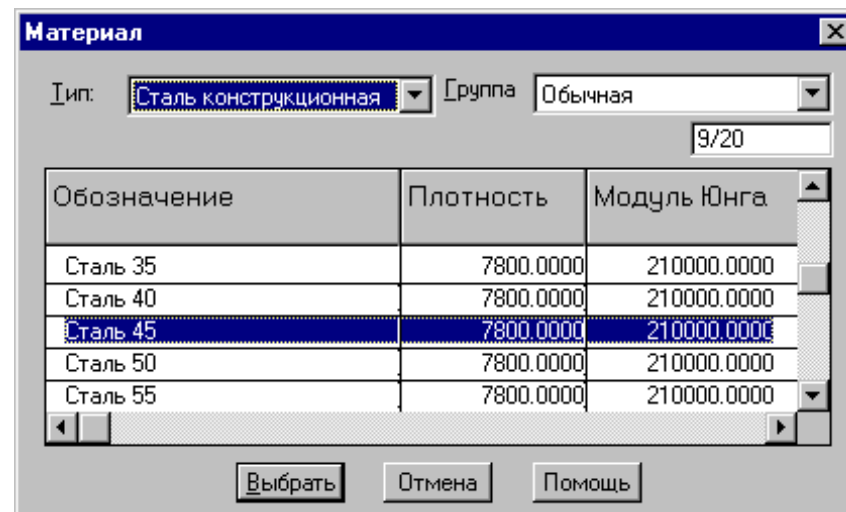 Материал
Тип: Сталь конструкционная Группа Обычная
9/20
Обозначение Плотность Модуль Юнга
Сталь 35 7800.0000 210000.0000
Сталь 40 7800.0000 210000.0000
Сталь 45 7800.0000 210000.0000
Сталь 50 7800.0000 210000.0000
Сталь 55 7800.0000 210000.0000
Выбрать Отмена Помощь